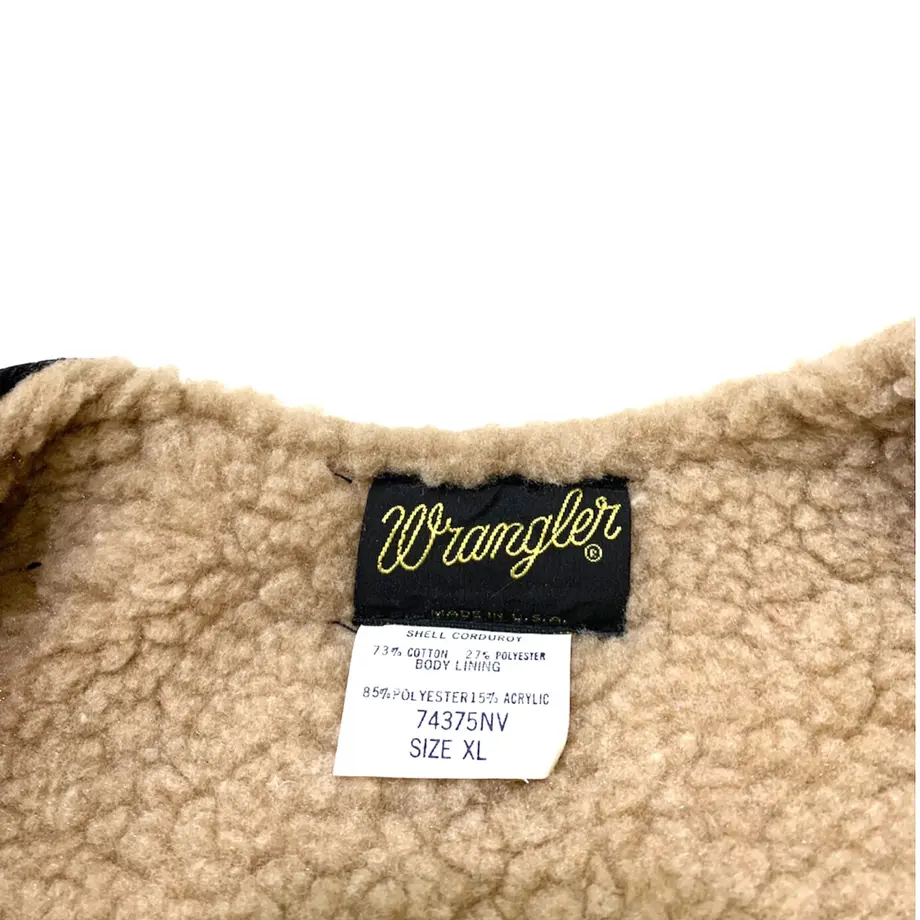 Wrangler®
MADE IN U.S.A.
SHELL CORDUROY
73% COTTON 27% POLYESTER
BODY LINING
85% POLYESTER 15% ACRYLIC
74375NV
SIZE XL